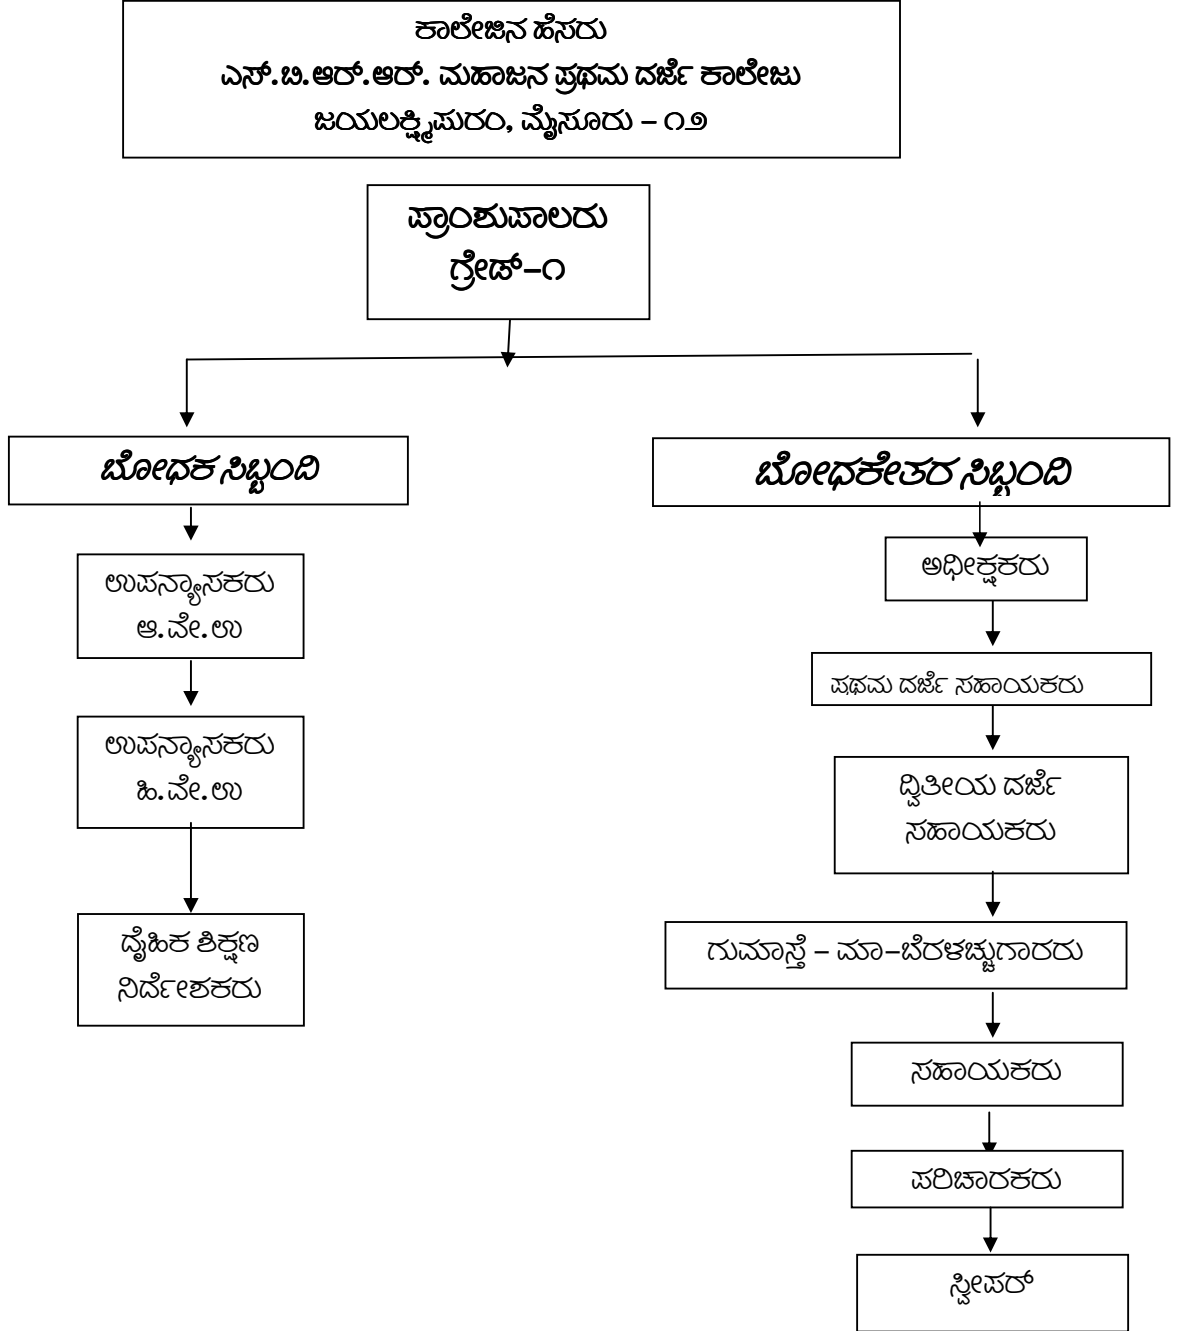 ಕಾಲೇಜಿನ ಹೆಸರು
ಎಸ್.ಬಿ.ಆರ್.ಆರ್. ಮಹಾಜನ ಪ್ರಥಮ ದರ್ಜೆ ಕಾಲೇಜು
ಜಯಲಕ್ಷ್ಮಿಪುರಂ, ಮೈಸೂರು – ೧೨
ಪ್ರಾಂಶುಪಾಲರು
ಗ್ರೇಡ್–೧
ಬೋಧಕ ಸಿಬ್ಬಂದಿ
ಉಪನ್ಯಾಸಕರು
ಆ.ವೇ.ಉ
ಉಪನ್ಯಾಸಕರು
ಹಿ.ವೇ.ಉ
ದೈಹಿಕ ಶಿಕ್ಷಣ
ನಿರ್ದೇಶಕರು
ಬೋಧಕೇತರ ಸಿಬ್ಬಂದಿ
ಅಧೀಕ್ಷಕರು
ಪ್ರಥಮ ದರ್ಜೆ ಸಹಾಯಕರು
ದ್ವಿತೀಯ ದರ್ಜೆ
ಸಹಾಯಕರು
ಗುಮಾಸ್ತೆ – ಮಾ–ಬೆರಳಚ್ಚುಗಾರರು
ಸಹಾಯಕರು
ಪರಿಚಾರಕರು
ಸ್ವೀಪರ್